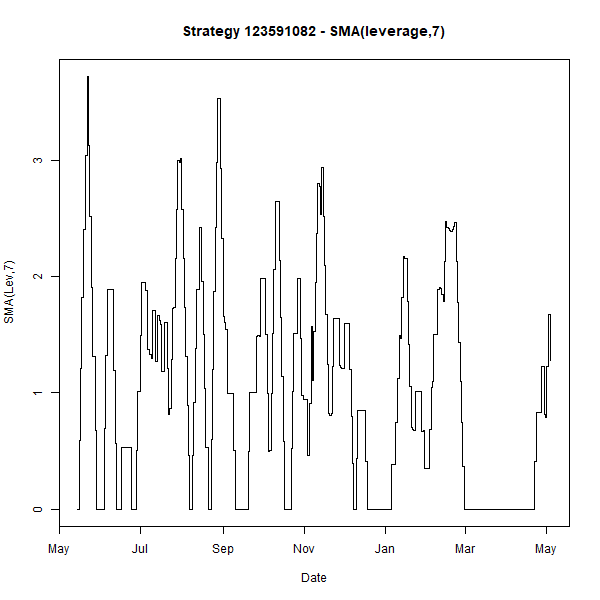 Strategy 123591082 - SMA(leverage,7)
SMA(Lev,7)
3
2
1
0
May Jul Sep Nov Jan Mar May
Date